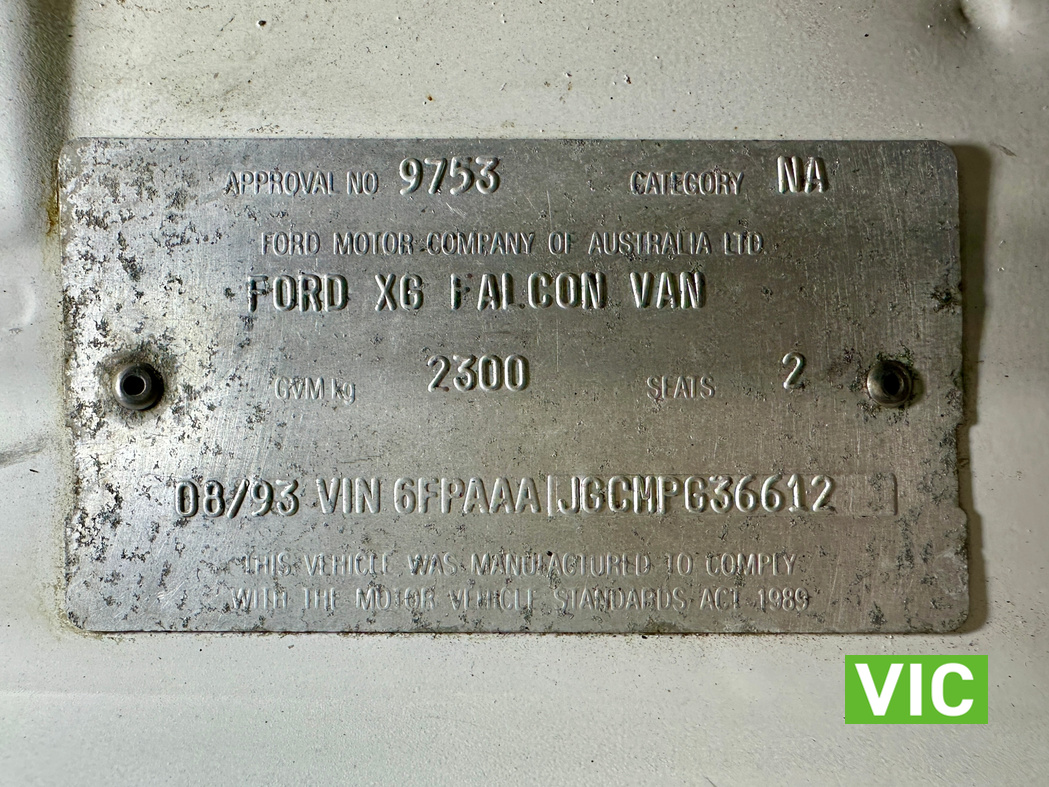 APPROVAL NO 9753 CATEGORY NA
FORD MOTOR COMPANY OF AUSTRALIA LTD.
FORD XG FALCON VAN
GVM kg 2300 SEATS 2
08/93 VIN 6FPAAAJGCMPG36612
THIS VEHICLE WAS MANUFACTURED TO COMPLY
WITH THE MOTOR VEHICLE STANDARDS ACT 1989
VIC